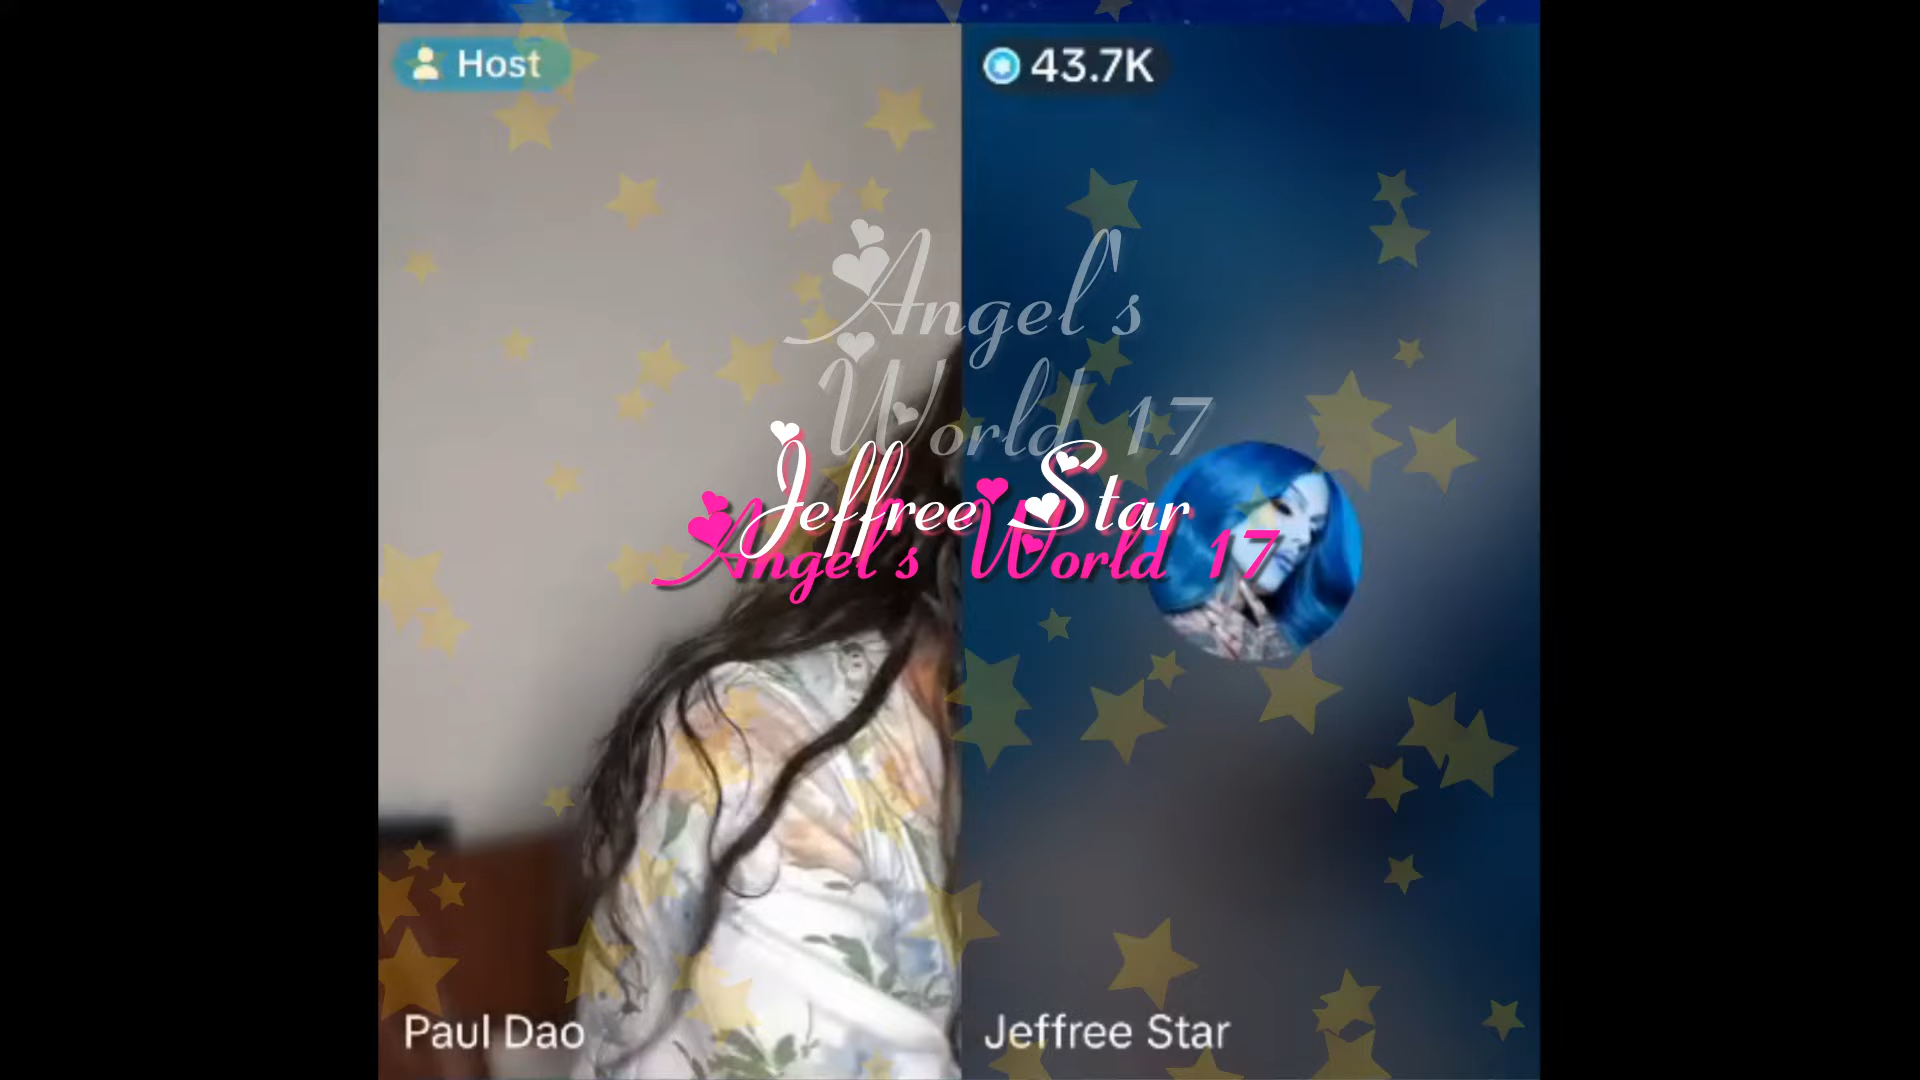 Host
43.7K
Angel's
World 17
Jeffree Star
Angel's World 17
Paul Dao
Jeffree Star